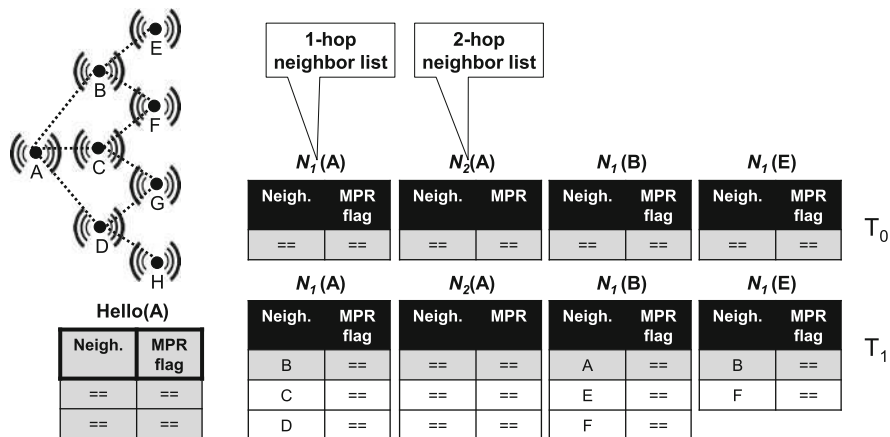 E
B
F
A
C
G
D
H
1-hop
neighbor list
2-hop
neighbor list
N1(A) N2(A) N1(B) N1(E)
Neigh. MPR flag Neigh. MPR Neigh. MPR flag Neigh. MPR flag
== == == == == == == ==
T0
N1(A) N2(A) N1(B) N1(E)
Neigh. MPR flag Neigh. MPR Neigh. MPR flag Neigh. MPR flag
B == == == A == B ==
C == == == E == F ==
D == == == F ==
T1
Hello(A)
Neigh. MPR flag
== ==
== ==